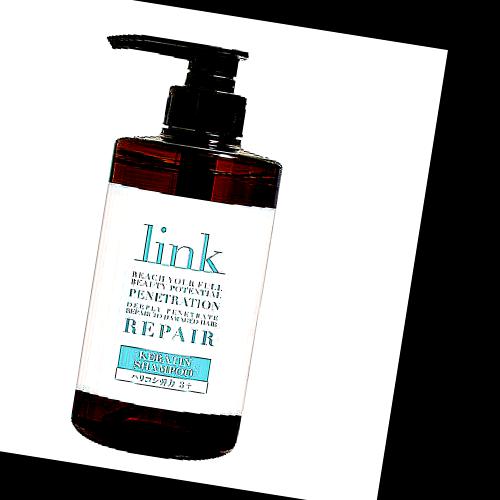 link
REACH YOUR FULL
BEAUTY POTENTIAL
PENETRATION
DEEPLY PENETRATE
REPAIR TO DAMAGED HAIR
REPAIR
KERATIN
SHAMPOO
ハリコシ弾力 3+